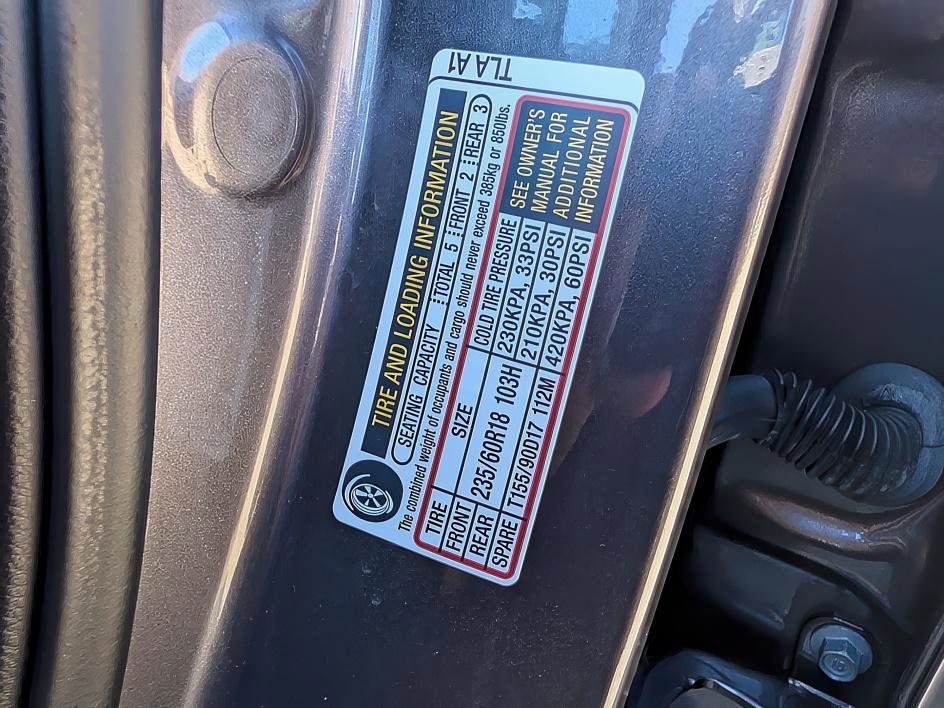 TLA A1
TIRE AND LOADING INFORMATION
SEATING CAPACITY TOTAL 5 FRONT 2 REAR 3
The combined weight of occupants and cargo should never exceed 385kg or 850lbs.
TIRE SIZE COLD TIRE PRESSURE
FRONT 235/60R18 103H 230KPA, 33PSI
REAR 210KPA, 30PSI
SPARE T155/90D17 112M 420KPA, 60PSI
SEE OWNER'S
MANUAL FOR
ADDITIONAL
INFORMATION